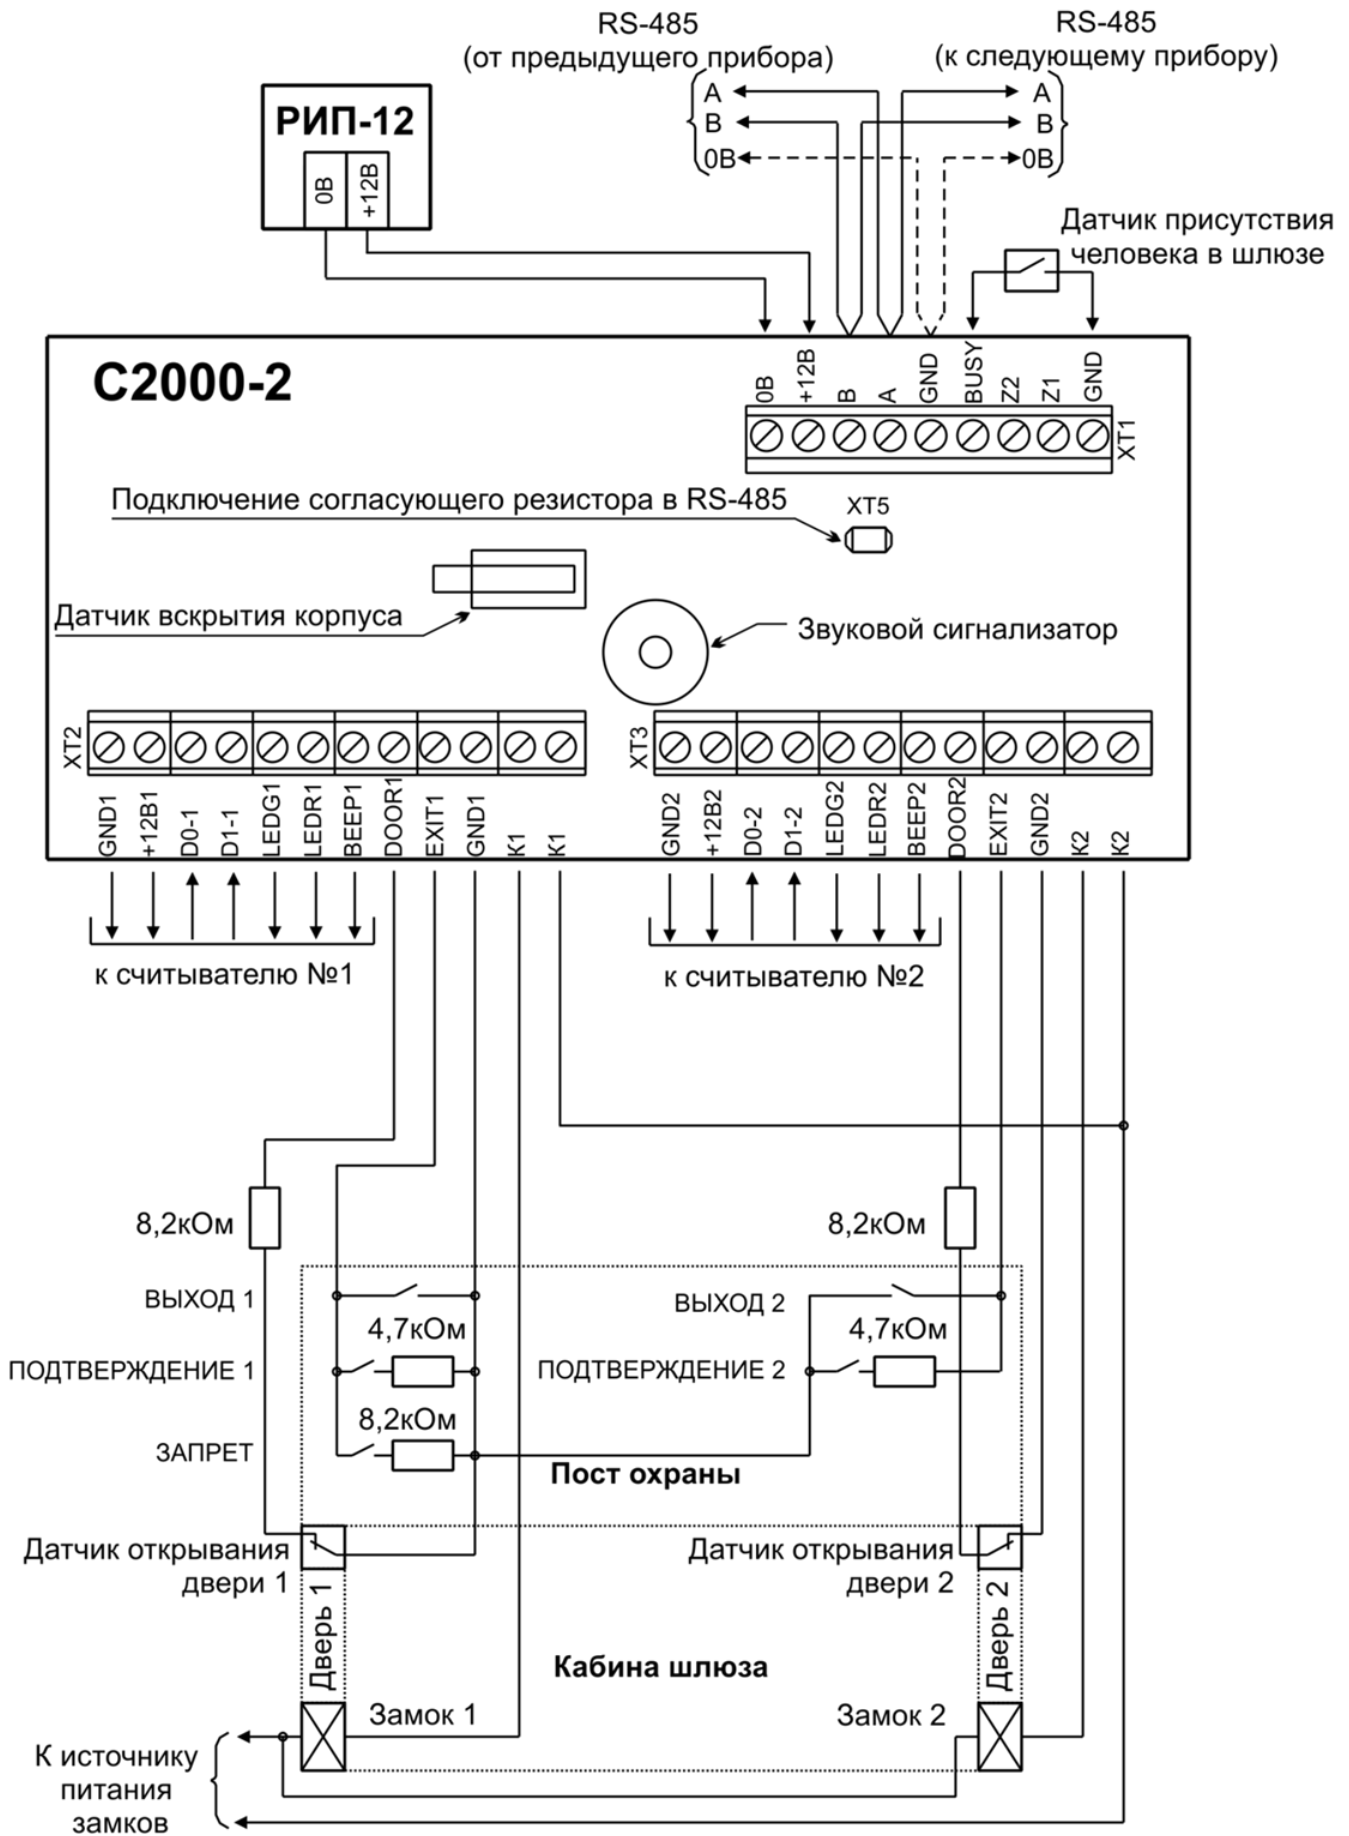 RS-485
(от предыдущего прибора)
RS-485
(к следующему прибору)
A
B
0В
A
B
0В
РИП-12
0В
+12В
Датчик присутствия
человека в шлюзе
С2000-2
0В
+12В
B
A
GND
BUSY
Z2
Z1
GND
XT1
Подключение согласующего резистора в RS-485
XT5
Датчик вскрытия корпуса
Звуковой сигнализатор
XT2
XT3
GND1
+12В1
D0-1
D1-1
LEDG1
LEDR1
BEEP1
DOOR1
EXIT1
GND1
К1
К1
GND2
+12В2
D0-2
D1-2
LEDG2
LEDR2
BEEP2
DOOR2
EXIT2
GND2
К2
К2
к считывателю №1
к считывателю №2
8,2кОм
8,2кОм
ВЫХОД 1
ВЫХОД 2
4,7кОм
4,7кОм
ПОДТВЕРЖДЕНИЕ 1
ПОДТВЕРЖДЕНИЕ 2
8,2кОм
ЗАПРЕТ
Пост охраны
Датчик открывания
двери 1
Датчик открывания
двери 2
Дверь 1
Дверь 2
Кабина шлюза
Замок 1
Замок 2
К источнику
питания
замков